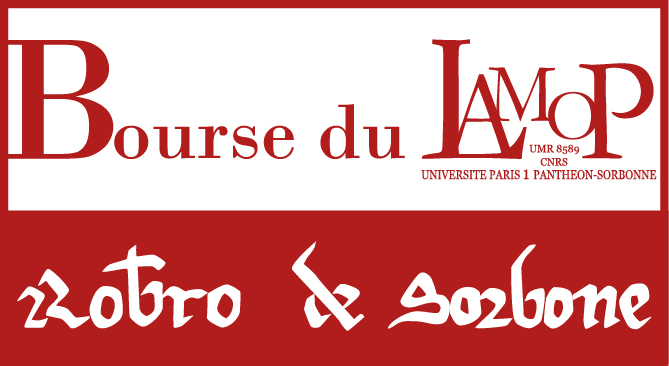 Bourse du LAMOP
UMR 8589
CNRS
UNIVERSITE PARIS 1 PANTHEON-SORBONNE
de Sorbone